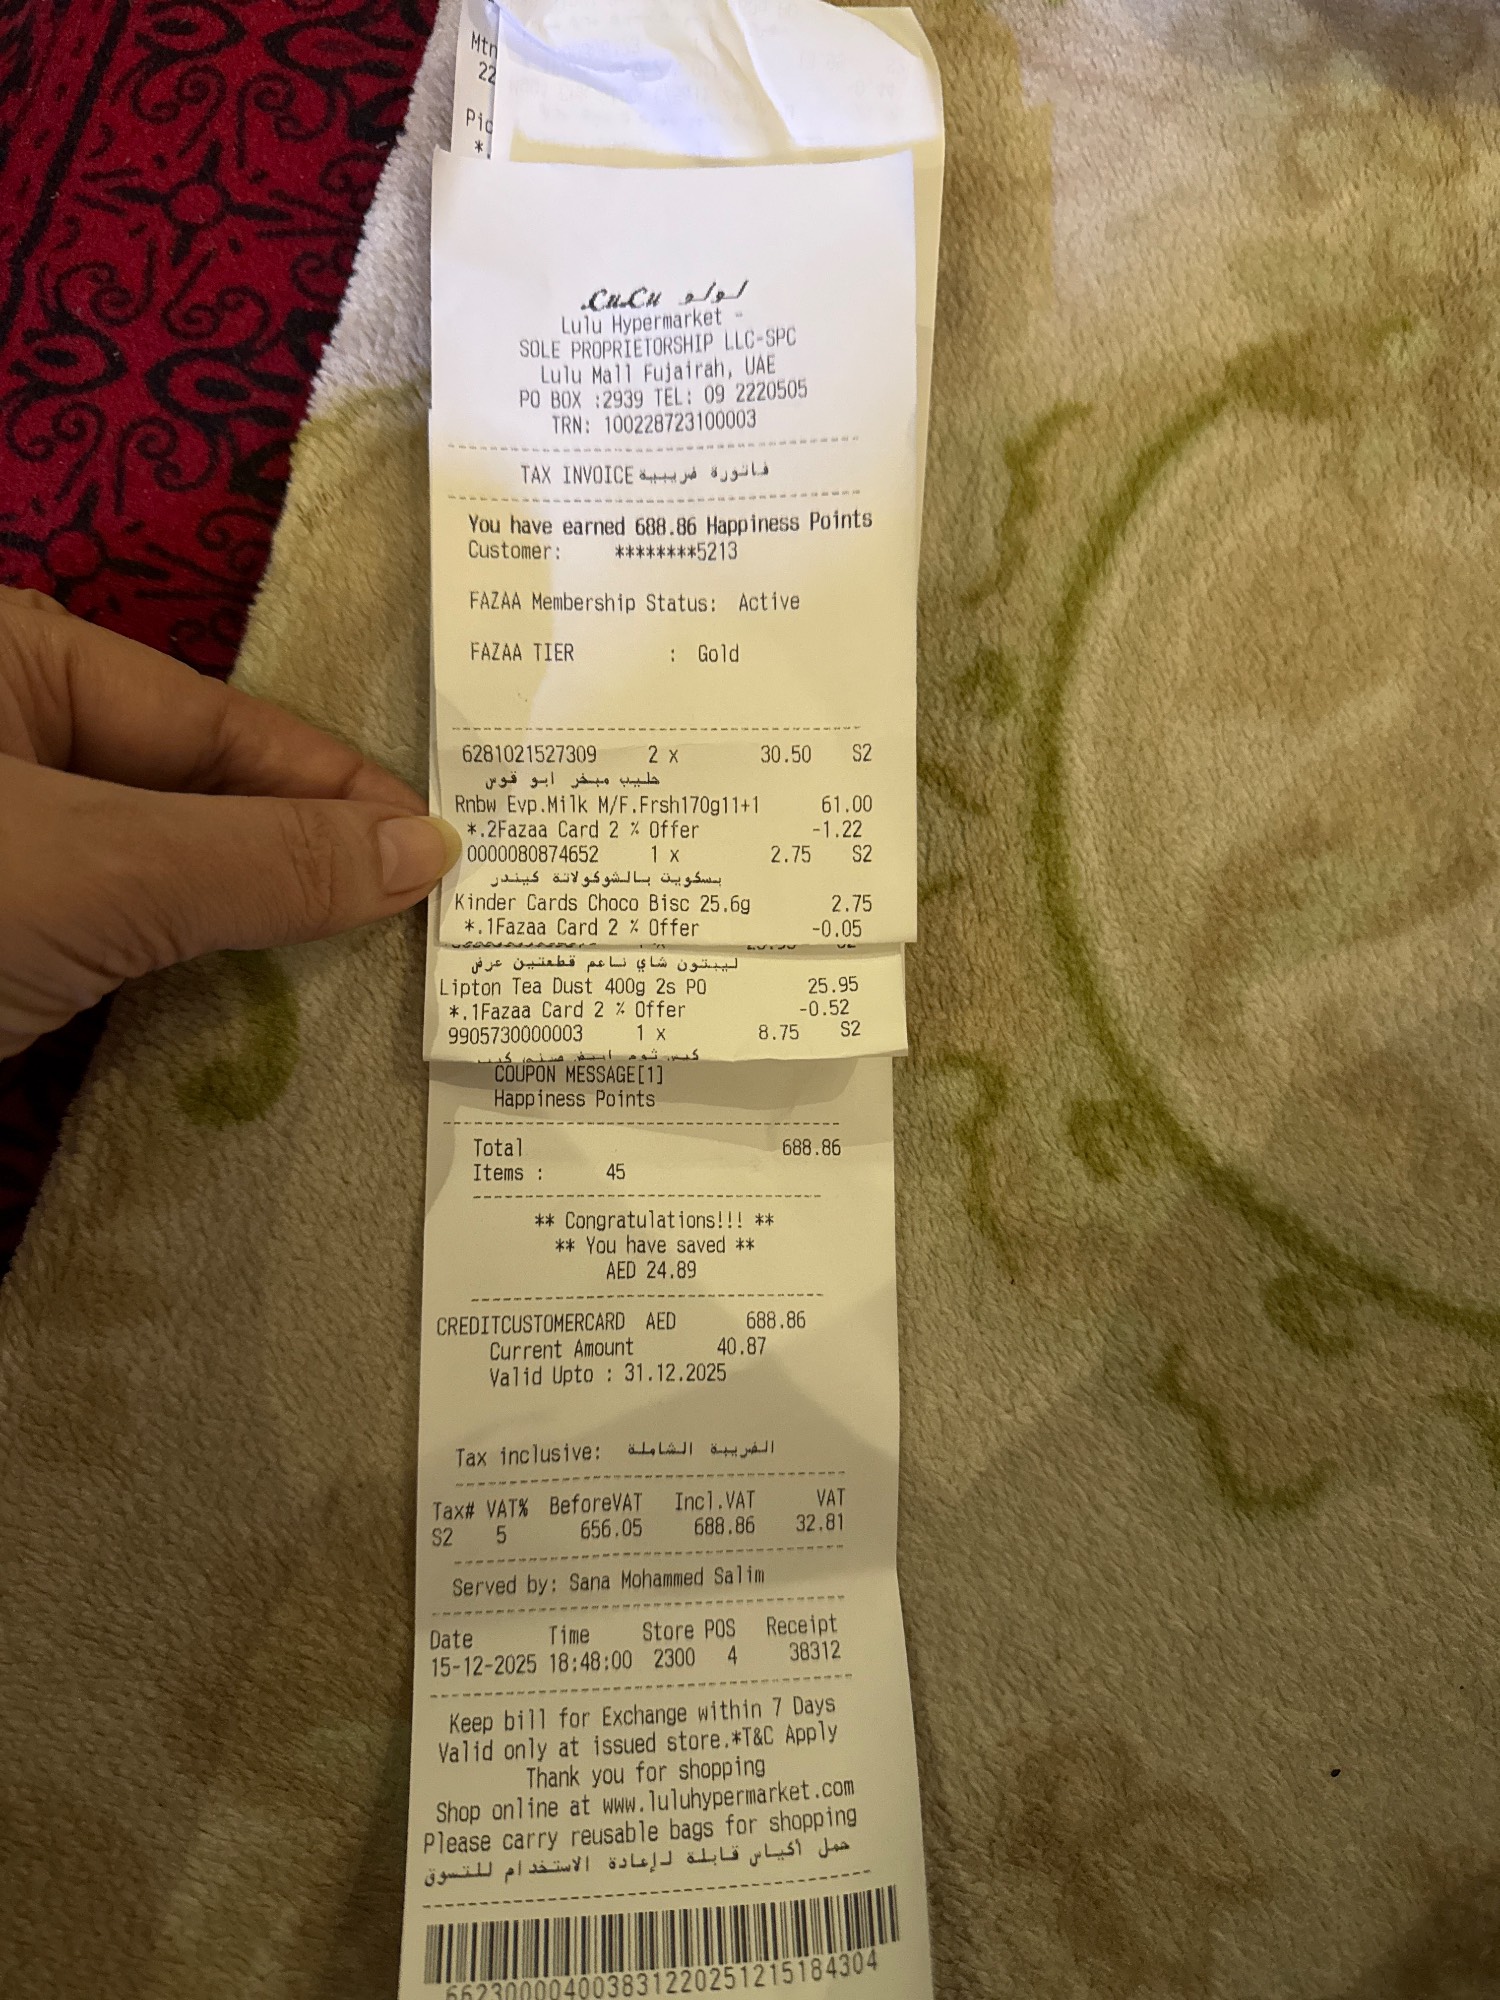 Mtn
22
Pic
*.
LuLu لولو
Lulu Hypermarket -
SOLE PROPRIETORSHIP LLC-SPC
Lulu Mall Fujairah, UAE
PO BOX :2939 TEL: 09 2220505
TRN: 100228723100003
TAX INVOICE فاتورة ضريبية
You have earned 688.86 Happiness Points
Customer: ********5213
FAZAA Membership Status: Active
FAZAA TIER : Gold
6281021527309 2 x 30.50 S2
حليب مبخر ابو قوس
Rnbw Evp.Milk M/F.Frsh170g11+1 61.00
*.2Fazaa Card 2 % Offer -1.22
0000080874652 1 x 2.75 S2
بسكويت بالشوكولاتة كيندر
Kinder Cards Choco Bisc 25.6g 2.75
*.1Fazaa Card 2 % Offer -0.05
ليبتون شاي ناعم قطعتين عرض
Lipton Tea Dust 400g 2s PO 25.95
*.1Fazaa Card 2 % Offer -0.52
9905730000003 1 x 8.75 S2
COUPON MESSAGE[1]
Happiness Points
Total 688.86
Items : 45
** Congratulations!!! **
** You have saved **
AED 24.89
CREDITCUSTOMERCARD AED 688.86
Current Amount 40.87
Valid Upto : 31.12.2025
Tax inclusive: الضريبة الشاملة
Tax# VAT% BeforeVAT Incl.VAT VAT
S2 5 656.05 688.86 32.81
Served by: Sana Mohammed Salim
Date Time Store POS Receipt
15-12-2025 18:48:00 2300 4 38312
Keep bill for Exchange within 7 Days
Valid only at issued store.*T&C Apply
Thank you for shopping
Shop online at www.luluhypermarket.com
Please carry reusable bags for shopping
حمل أكياس قابلة لإعادة الاستخدام للتسوق
6623000040038312202512151​84304